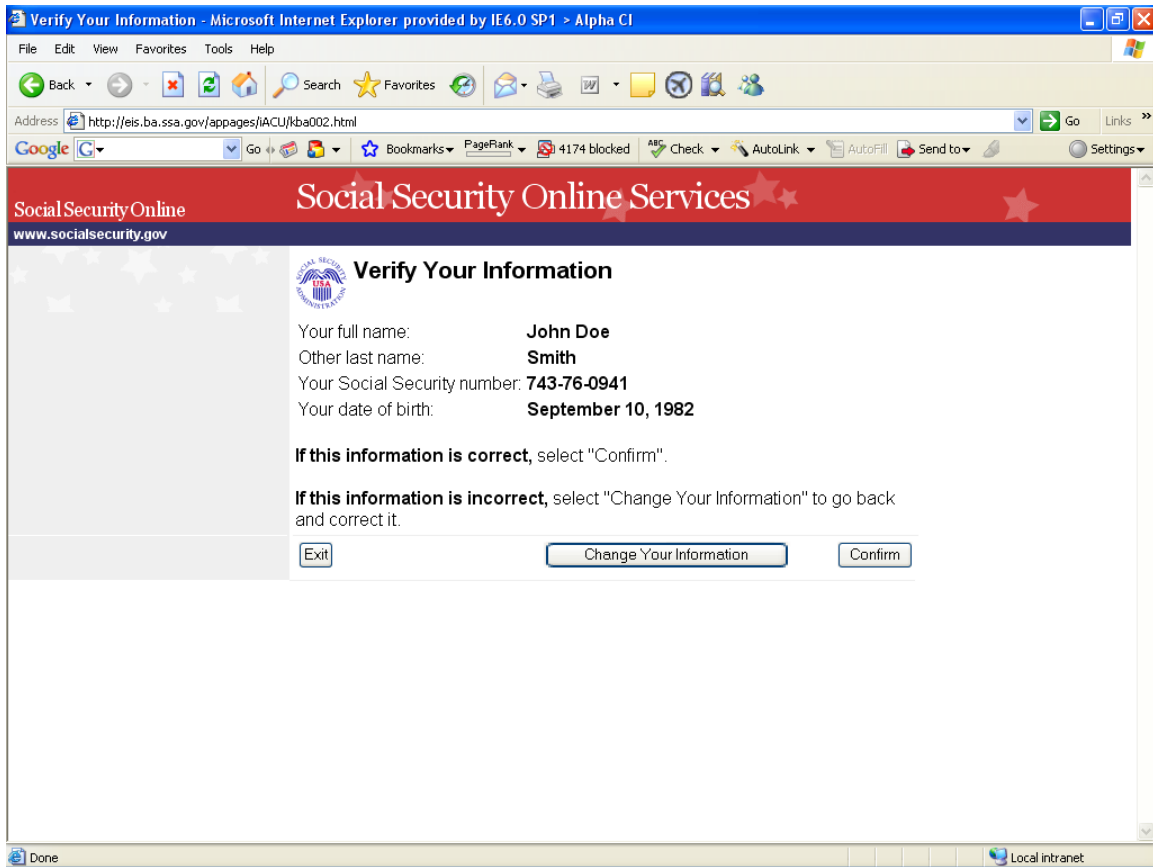 Verify Your Information - Microsoft Internet Explorer provided by IE6.0 SP1 > Alpha CI
File Edit View Favorites Tools Help
Back Search Favorites
Address http://eis.ba.ssa.gov/appages/iACU/kba002.html Go Links »
Google G Go Bookmarks PageRank 4174 blocked ABC Check AutoLink AutoFill Send to Settings
Social Security Online Social Security Online Services
www.socialsecurity.gov
SOCIAL SECURITY ADMINISTRATION USA
Verify Your Information
Your full name: John Doe
Other last name: Smith
Your Social Security number: 743-76-0941
Your date of birth: September 10, 1982
If this information is correct, select "Confirm".
If this information is incorrect, select "Change Your Information" to go back
and correct it.
Exit Change Your Information Confirm
Done Local intranet